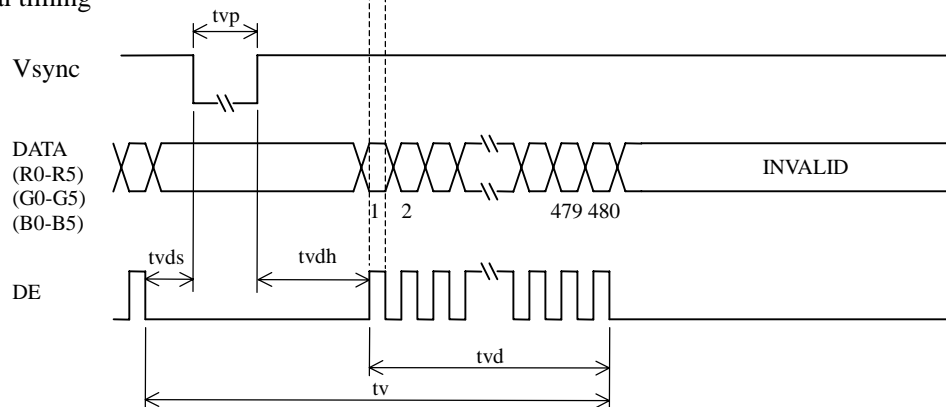 timing
tvp
Vsync
DATA
(R0-R5)
(G0-G5)
(B0-B5)
INVALID
1 2 479 480
tvds tvdh
DE
tvd
tv